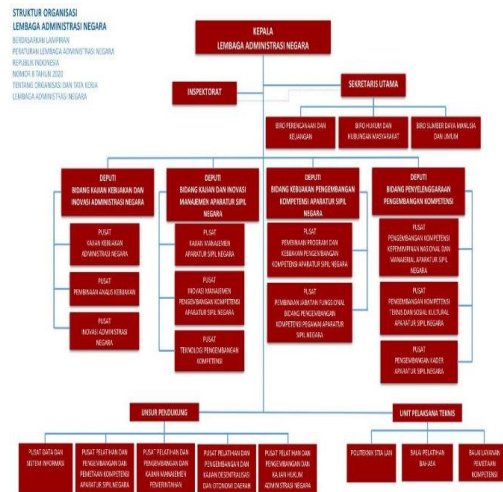 STRUKTUR ORGANISASI
LEMBAGA ADMINISTRASI NEGARA
BERDASARKAN LAMPIRAN
PERATURAN LEMBAGA ADMINISTRASI NEGARA
REPUBLIK INDONESIA
NOMOR 8 TAHUN 2020
TENTANG ORGANISASI DAN TATA KERJA
LEMBAGA ADMINISTRASI NEGARA
KEPALA
LEMBAGA ADMINISTRASI NEGARA
INSPEKTORAT
SEKRETARIS UTAMA
BIRO PERENCANAAN DAN
KEUANGAN
BIRO HUKUM DAN
HUBUNGAN MASYARAKAT
BIRO SUMBER DAYA MANUSIA
DAN UMUM
DEPUTI
BIDANG KAJIAN KEBIJAKAN DAN
INOVASI ADMINISTRASI NEGARA
PUSAT
KAJIAN KEBIJAKAN
ADMINISTRASI NEGARA
PUSAT
PEMBINAAN ANALIS KEBIJAKAN
PUSAT
INOVASI ADMINISTRASI
NEGARA
DEPUTI
BIDANG KAJIAN DAN INOVASI
MANAJEMEN APARATUR SIPIL
NEGARA
PUSAT
KAJIAN MANAJEMEN
APARATUR SIPIL NEGARA
PUSAT
INOVASI MANAJEMEN
PENGEMBANGAN KOMPETENSI
APARATUR SIPIL NEGARA
PUSAT
TEKNOLOGI PENGEMBANGAN
KOMPETENSI
DEPUTI
BIDANG KEBIJAKAN PENGEMBANGAN
KOMPETENSI APARATUR SIPIL
NEGARA
PUSAT
PEMBINAAN PROGRAM DAN
KEBIJAKAN PENGEMBANGAN
KOMPETENSI APARATUR SIPIL
NEGARA
PUSAT
PEMBINAAN JABATAN FUNGSIONAL
BIDANG PENGEMBANGAN
KOMPETENSI PEGAWAI APARATUR
SIPIL NEGARA
DEPUTI
BIDANG PENYELENGGARAAN
PENGEMBANGAN KOMPETENSI
PUSAT
PENGEMBANGAN KOMPETENSI
KEPEMIMPINAN NASIONAL DAN
MANAJERIAL APARATUR SIPIL
NEGARA
PUSAT
PENGEMBANGAN KOMPETENSI
TEKNIS DAN SOSIAL KULTURAL
APARATUR SIPIL NEGARA
PUSAT
PENGEMBANGAN KADER
APARATUR SIPIL NEGARA
UNSUR PENDUKUNG
PUSAT DATA DAN
SISTEM INFORMASI
PUSAT PELATIHAN DAN
PENGEMBANGAN DAN
PEMETAAN KOMPETENSI
APARATUR SIPIL NEGARA
PUSAT PELATIHAN DAN
PENGEMBANGAN DAN
KAJIAN MANAJEMEN
PEMERINTAHAN
PUSAT PELATIHAN DAN
PENGEMBANGAN DAN
KAJIAN DESENTRALISASI
DAN OTONOMI DAERAH
PUSAT PELATIHAN DAN
PENGEMBANGAN DAN
KAJIAN HUKUM
ADMINISTRASI NEGARA
UNIT PELAKSANA TEKNIS
POLITEKNIK STIA LAN
BALAI PELATIHAN
BAHASA
BALAI LAYANAN
PEMETAAN
KOMPETENSI